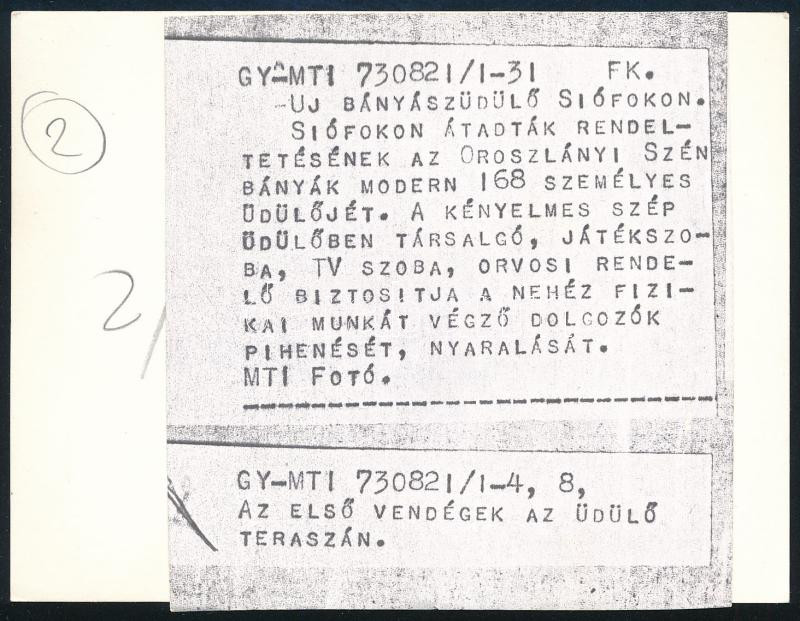 GY-MTI 730821/1-31 FK.
-UJ BÁNYÁSZÜDÜLŐ SIÓFOKON.
SIÓFOKON ÁTADTÁK RENDEL-
TETÉSÉNEK AZ OROSZLÁNYI SZÉN
BÁNYÁK MODERN 168 SZEMÉLYES
ÜDÜLŐJÉT. A KÉNYELMES SZÉP
ÜDÜLŐBEN TÁRSALGÓ, JÁTÉKSZO-
BA, TV SZOBA, ORVOSI RENDE-
LŐ BIZTOSITJA A NEHÉZ FIZI-
KAI MUNKÁT VÉGZŐ DOLGOZÓK
PIHENÉSÉT, NYARALÁSÁT.
MTI FOTÓ.
GY-MTI 730821/1-4, 8,
AZ ELSŐ VENDÉGEK AZ ÜDÜLŐ
TERASZÁN.
2
2/